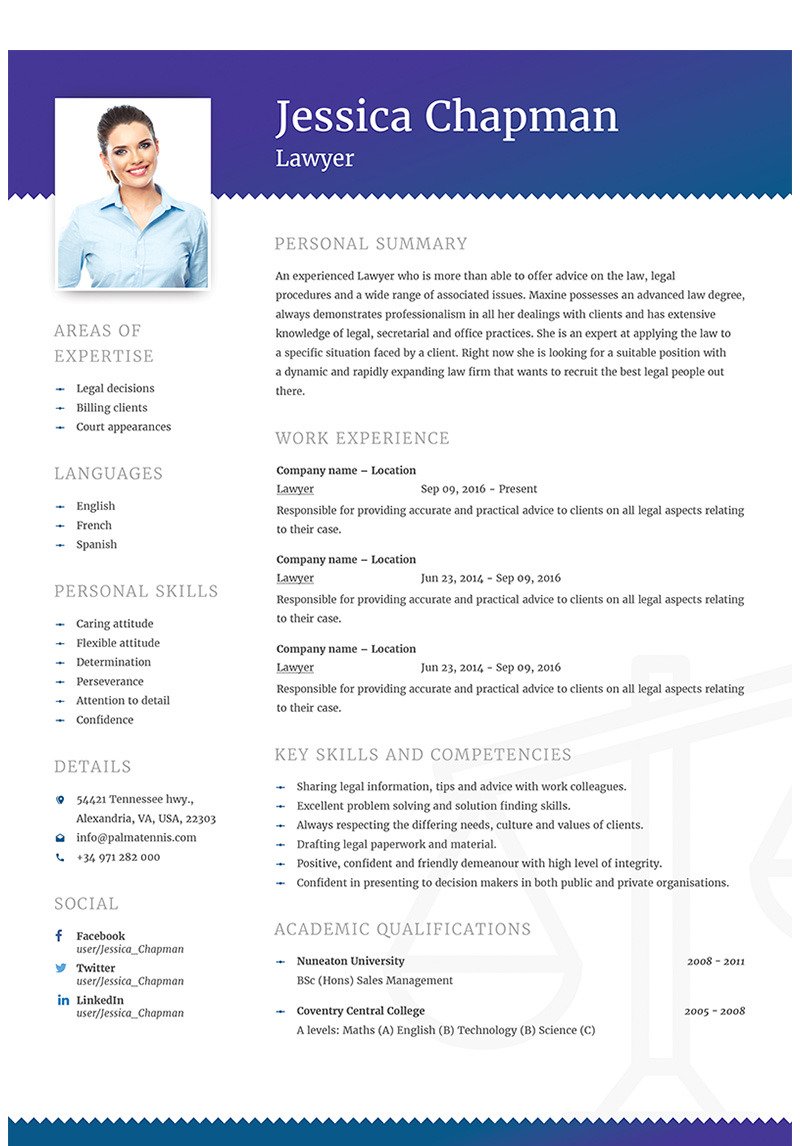 Jessica Chapman
Lawyer
AREAS OF
EXPERTISE
Legal decisions
Billing clients
Court appearances
LANGUAGES
English
French
Spanish
PERSONAL SKILLS
Caring attitude
Flexible attitude
Determination
Perseverance
Attention to detail
Confidence
DETAILS
54421 Tennessee hwy.,
Alexandria, VA, USA, 22303
info@palmatennis.com
+34 971 282 000
SOCIAL
Facebook
user/Jessica_Chapman
Twitter
user/Jessica_Chapman
LinkedIn
user/Jessica_Chapman
PERSONAL SUMMARY
An experienced Lawyer who is more than able to offer advice on the law, legal
procedures and a wide range of associated issues. Maxine possesses an advanced law degree,
always demonstrates professionalism in all her dealings with clients and has extensive
knowledge of legal, secretarial and office practices. She is an expert at applying the law to
a specific situation faced by a client. Right now she is looking for a suitable position with
a dynamic and rapidly expanding law firm that wants to recruit the best legal people out
there.
WORK EXPERIENCE
Company name – Location
Lawyer Sep 09, 2016 - Present
Responsible for providing accurate and practical advice to clients on all legal aspects relating
to their case.
Company name – Location
Lawyer Jun 23, 2014 - Sep 09, 2016
Responsible for providing accurate and practical advice to clients on all legal aspects relating
to their case.
Company name – Location
Lawyer Jun 23, 2014 - Sep 09, 2016
Responsible for providing accurate and practical advice to clients on all legal aspects relating
to their case.
KEY SKILLS AND COMPETENCIES
Sharing legal information, tips and advice with work colleagues.
Excellent problem solving and solution finding skills.
Always respecting the differing needs, culture and values of clients.
Drafting legal paperwork and material.
Positive, confident and friendly demeanour with high level of integrity.
Confident in presenting to decision makers in both public and private organisations.
ACADEMIC QUALIFICATIONS
Nuneaton University 2008 - 2011
BSc (Hons) Sales Management
Coventry Central College 2005 - 2008
A levels: Maths (A) English (B) Technology (B) Science (C)